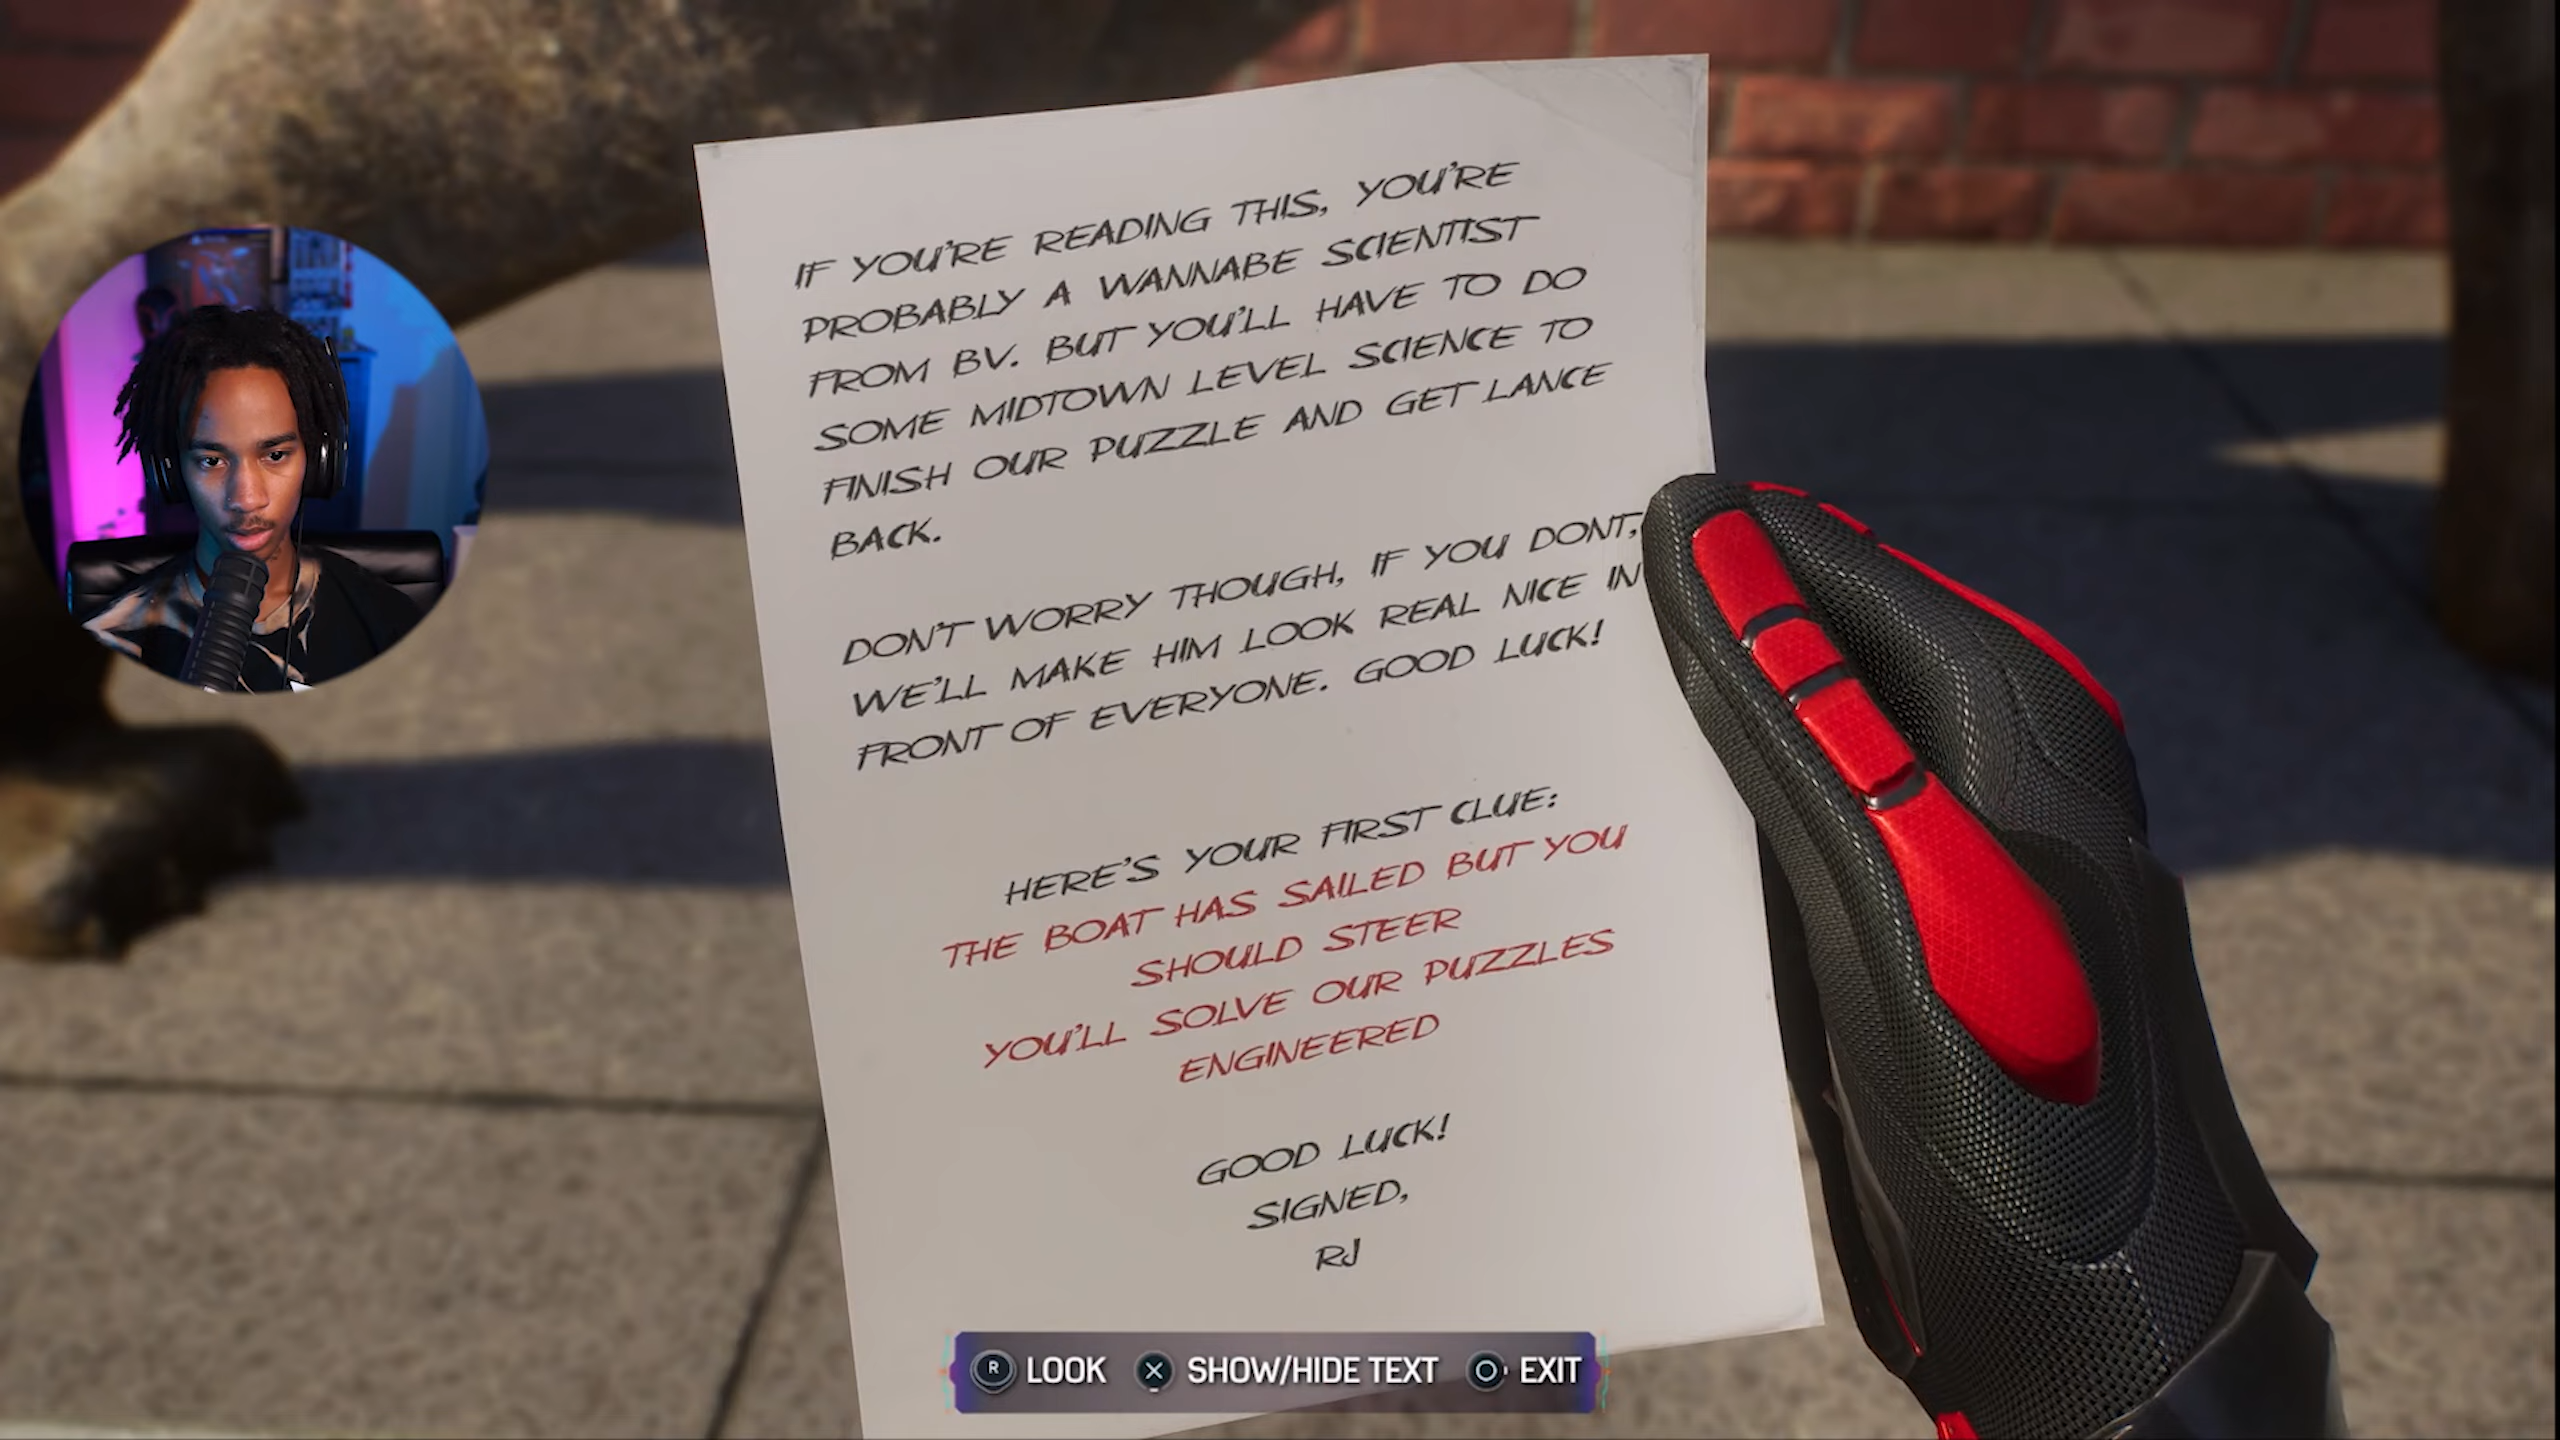 IF YOU'RE READING THIS, YOU'RE
PROBABLY A WANNABE SCIENTIST
FROM BV. BUT YOU'LL HAVE TO DO
SOME MIDTOWN LEVEL SCIENCE TO
FINISH OUR PUZZLE AND GET LANCE
BACK.
DON'T WORRY THOUGH, IF YOU DONT,
WE'LL MAKE HIM LOOK REAL NICE IN
FRONT OF EVERYONE. GOOD LUCK!
HERE'S YOUR FIRST CLUE:
THE BOAT HAS SAILED BUT YOU
SHOULD STEER
YOU'LL SOLVE OUR PUZZLES
ENGINEERED
GOOD LUCK!
SIGNED,
RJ
R LOOK SHOW/HIDE TEXT EXIT